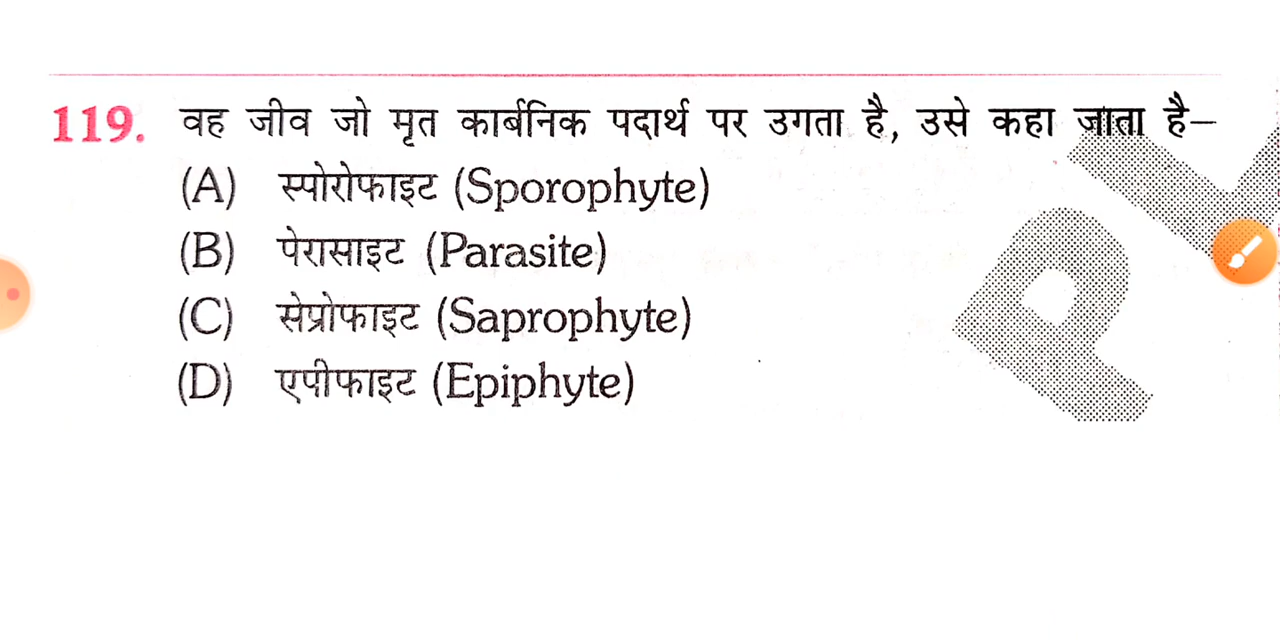 119. वह जीव जो मृत कार्बनिक पदार्थ पर उगता है, उसे कहा जाता है–
(A) स्पोरोफाइट (Sporophyte)
(B) पेरासाइट (Parasite)
(C) सेप्रोफाइट (Saprophyte)
(D) एपीफाइट (Epiphyte)